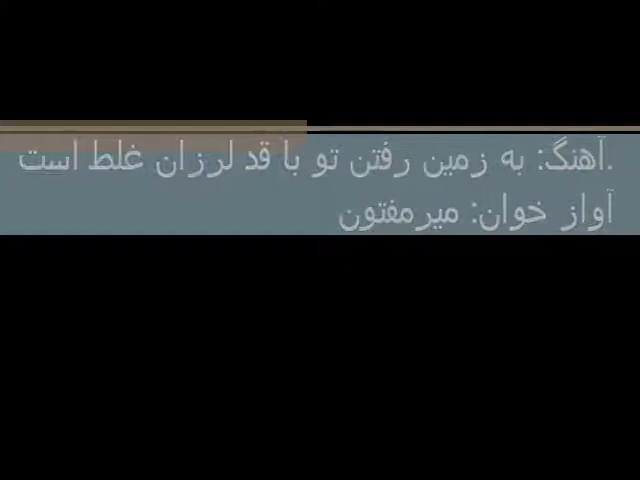 آهنگ: به زمین رفتن تو با قد لرزان غلط است.
آواز خوان: میرمفتون